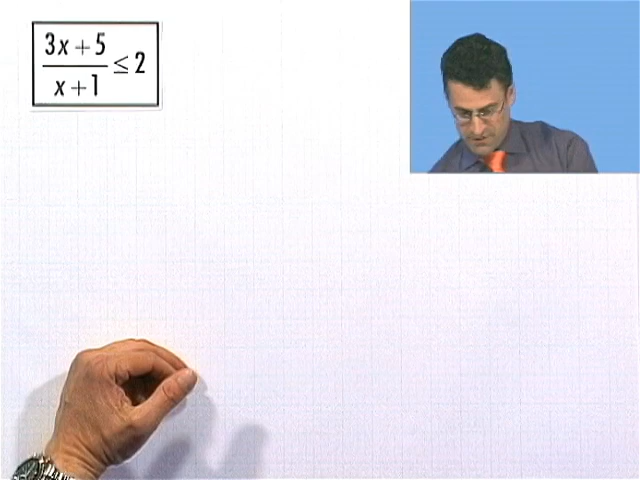 3x + 5
x + 1
≤ 2